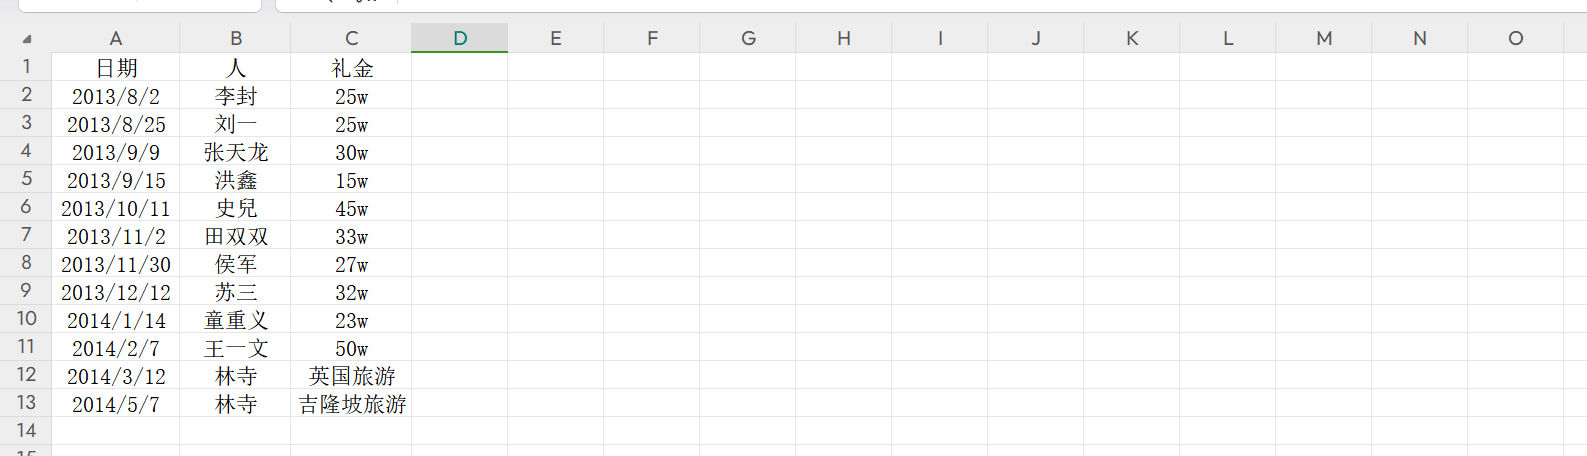 A B C D E F G H I J K L M N O
1 日期 人 礼金
2 2013/8/2 李封 25w
3 2013/8/25 刘一 25w
4 2013/9/9 张天龙 30w
5 2013/9/15 洪鑫 15w
6 2013/10/11 史兒 45w
7 2013/11/2 田双双 33w
8 2013/11/30 侯军 27w
9 2013/12/12 苏三 32w
10 2014/1/14 童重义 23w
11 2014/2/7 王一文 50w
12 2014/3/12 林寺 英国旅游
13 2014/5/7 林寺 吉隆坡旅游
14